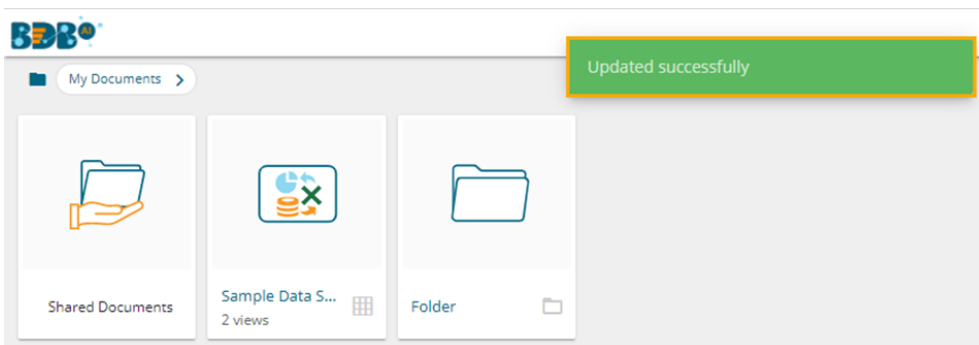 BDB AI
Updated successfully
My Documents
Shared Documents
Sample Data S...
2 views
Folder